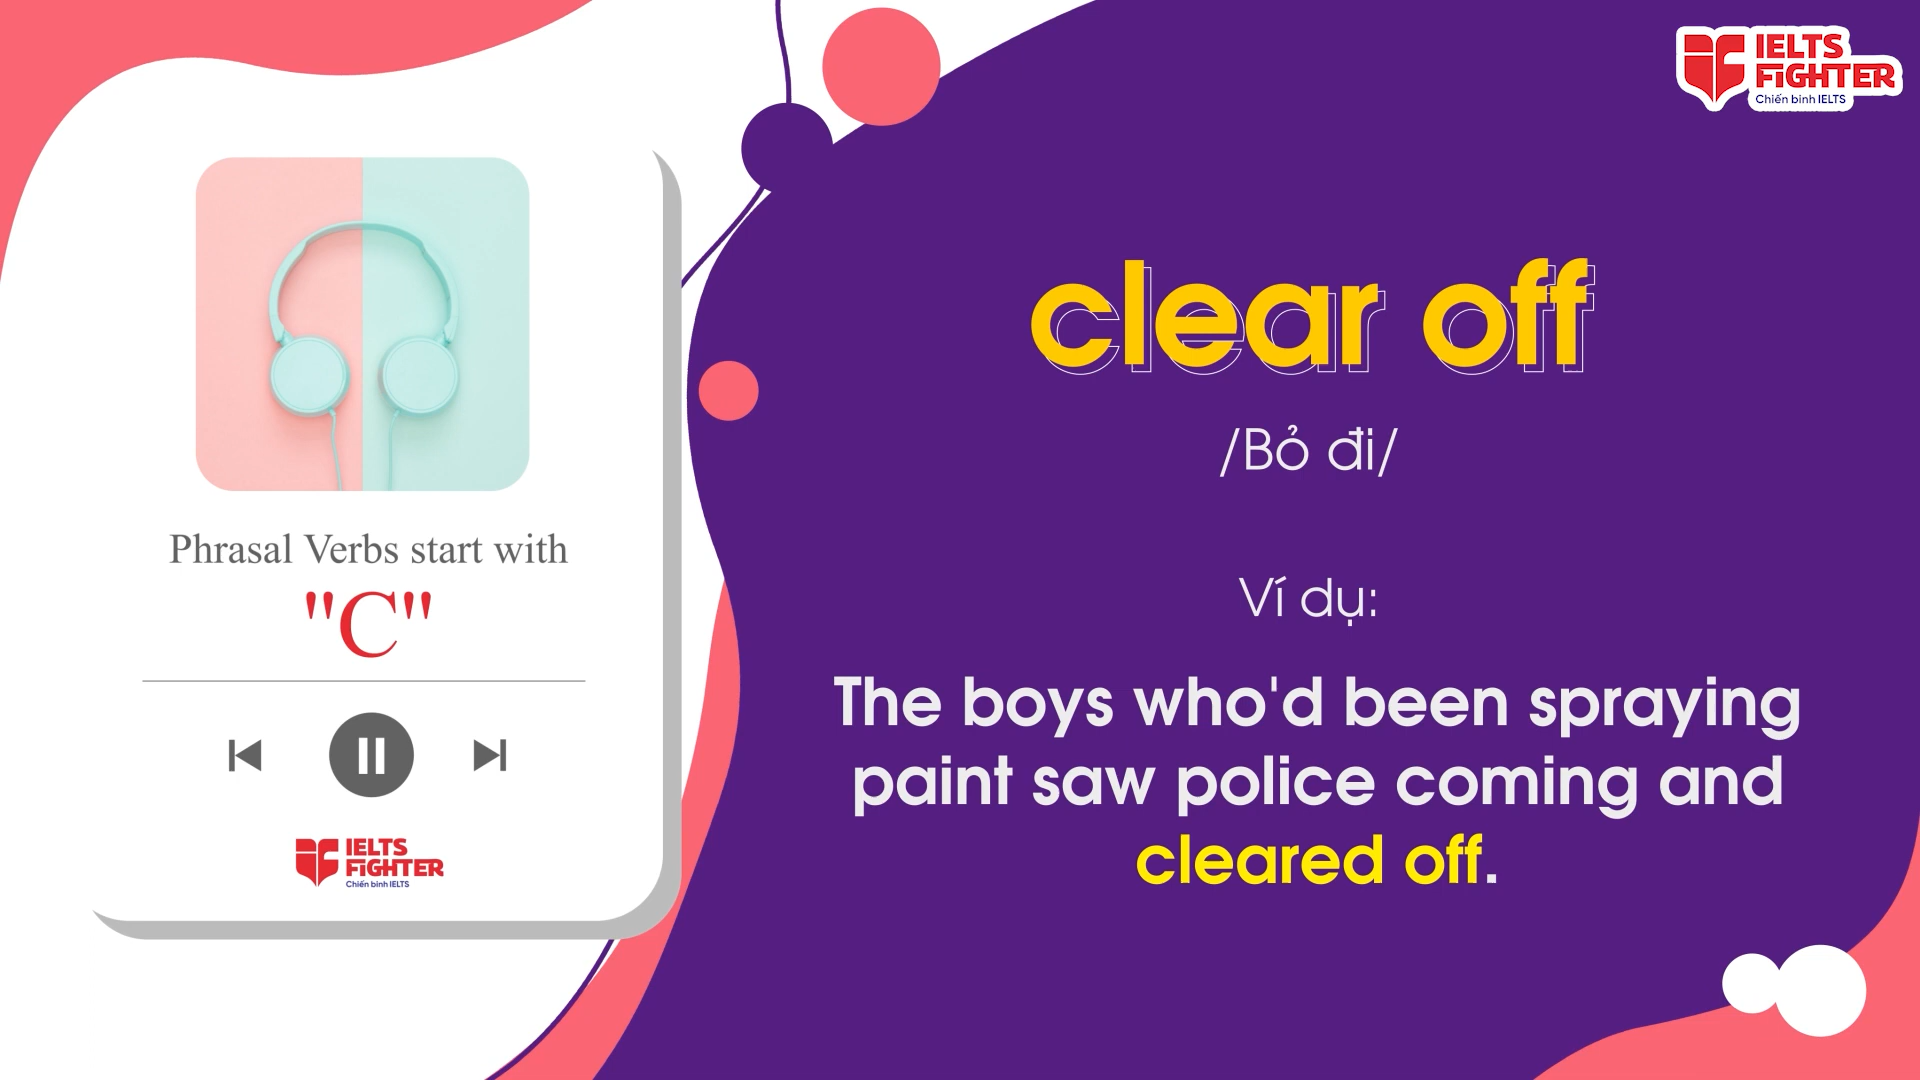 IELTS
FIGHTER
Chiến binh IELTS
Phrasal Verbs start with
"C"
IELTS
FIGHTER
Chiến binh IELTS
clear off
/Bỏ đi/
Ví dụ:
The boys who'd been spraying
paint saw police coming and
cleared off.